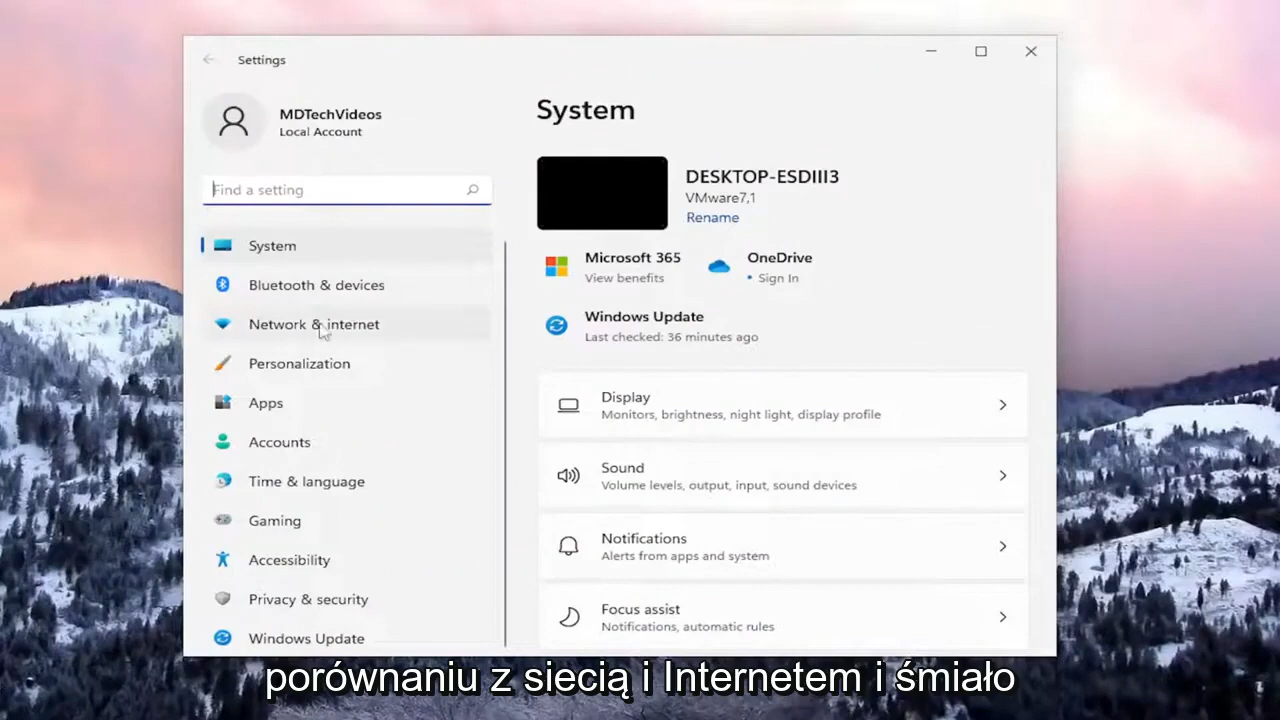 Settings
MDTechVideos
Local Account
Find a setting
System
Bluetooth & devices
Network & internet
Personalization
Apps
Accounts
Time & language
Gaming
Accessibility
Privacy & security
Windows Update
System
DESKTOP-ESDIII3
VMware7,1
Rename
Microsoft 365
View benefits
OneDrive
• Sign In
Windows Update
Last checked: 36 minutes ago
Display
Monitors, brightness, night light, display profile
Sound
Volume levels, output, input, sound devices
Notifications
Alerts from apps and system
Focus assist
Notifications, automatic rules
porównaniu z siecią i Internetem i śmiało